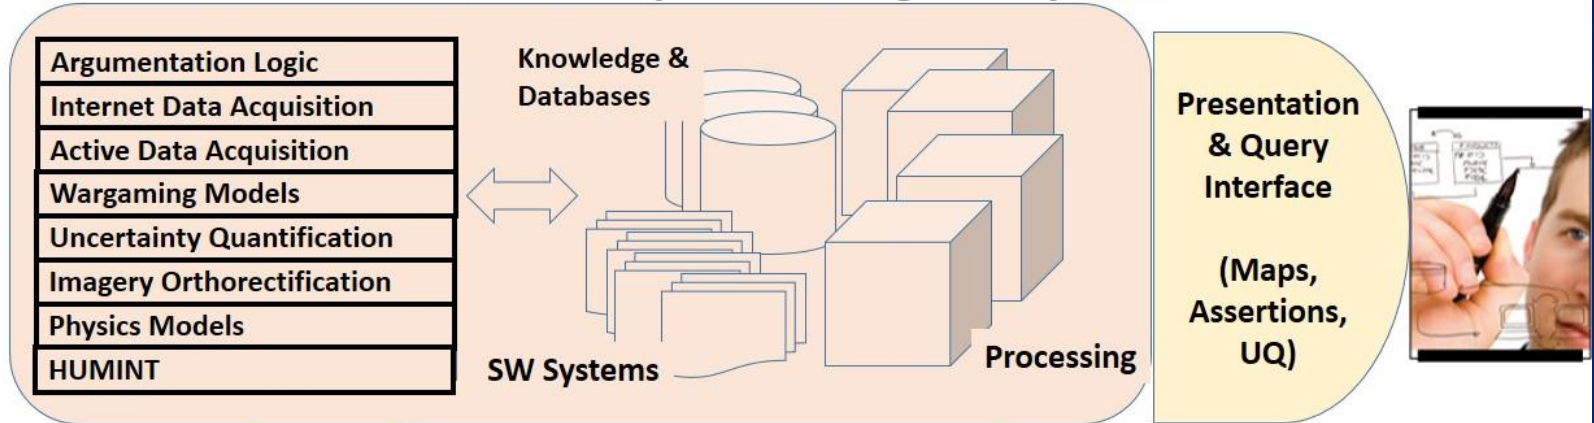 Argumentation Logic
Internet Data Acquisition
Active Data Acquisition
Wargaming Models
Uncertainty Quantification
Imagery Orthorectification
Physics Models
HUMINT
Knowledge &
Databases
SW Systems
Processing
Presentation
& Query
Interface
(Maps,
Assertions,
UQ)